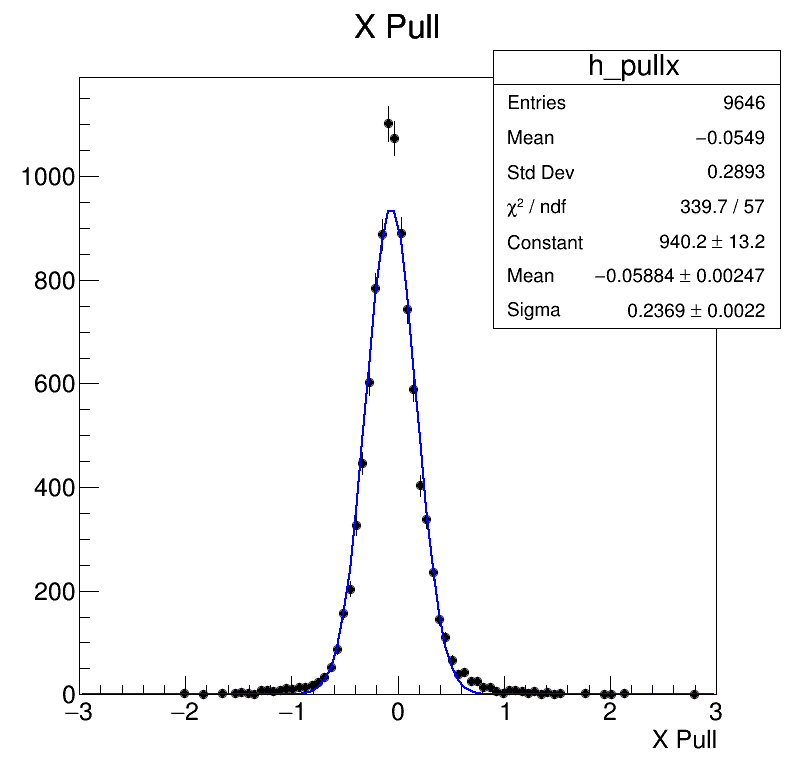 X Pull
h_pullx
Entries 9646
Mean −0.0549
Std Dev 0.2893
χ² / ndf 339.7 / 57
Constant 940.2 ± 13.2
Mean −0.05884 ± 0.00247
Sigma 0.2369 ± 0.0022
1000
800
600
400
200
0
−3 −2 −1 0 1 2 3
X Pull